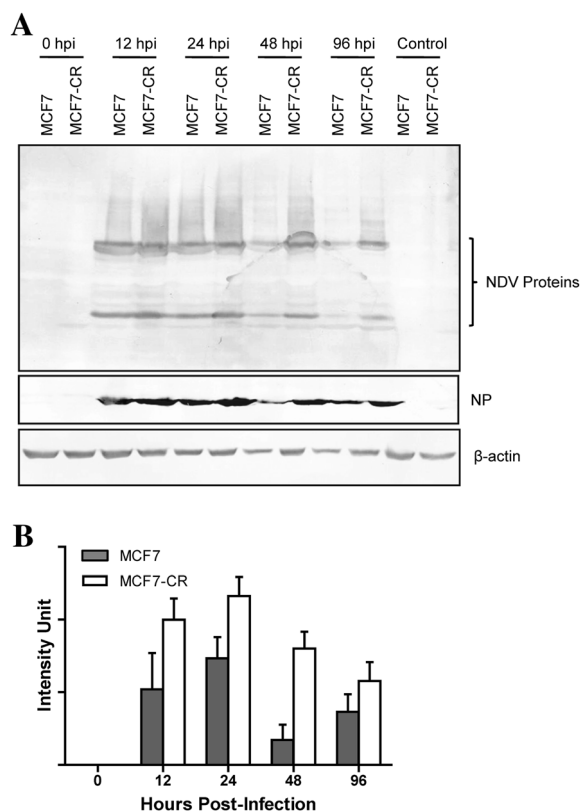 A
0 hpi 12 hpi 24 hpi 48 hpi 96 hpi Control
MCF7 MCF7-CR MCF7 MCF7-CR MCF7 MCF7-CR MCF7 MCF7-CR MCF7 MCF7-CR MCF7 MCF7-CR
NDV Proteins
NP
β-actin
B
MCF7
MCF7-CR
Intensity Unit
0 12 24 48 96
Hours Post-Infection